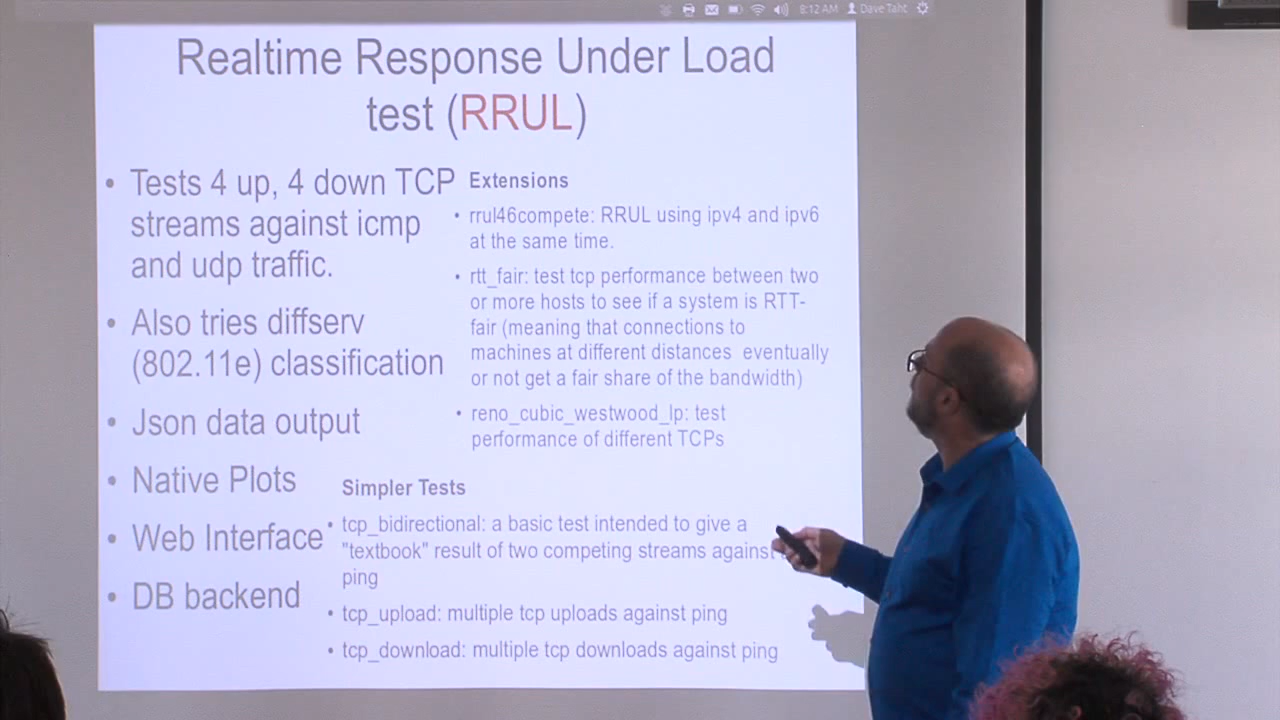 8:12 AM Dave Taht
Realtime Response Under Load
test (RRUL)
• Tests 4 up, 4 down TCP
streams against icmp
and udp traffic.
• Also tries diffserv
(802.11e) classification
• Json data output
• Native Plots
• Web Interface
• DB backend
Extensions
• rrul46compete: RRUL using ipv4 and ipv6
at the same time.
• rtt_fair: test tcp performance between two
or more hosts to see if a system is RTT-
fair (meaning that connections to
machines at different distances eventually
or not get a fair share of the bandwidth)
• reno_cubic_westwood_lp: test
performance of different TCPs
Simpler Tests
• tcp_bidirectional: a basic test intended to give a
"textbook" result of two competing streams against
ping
• tcp_upload: multiple tcp uploads against ping
• tcp_download: multiple tcp downloads against ping